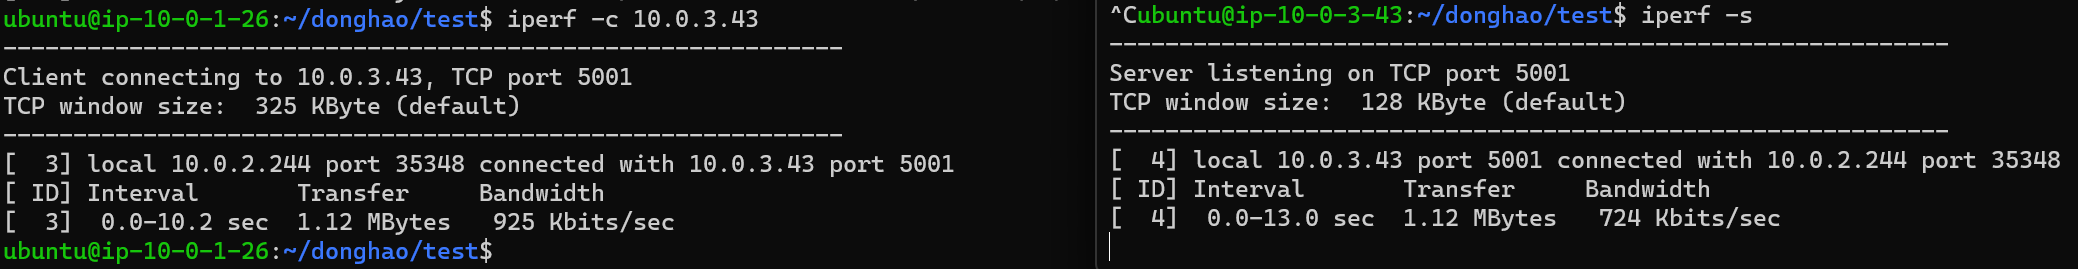 ubuntu@ip-10-0-1-26:~/donghao/test$ iperf -c 10.0.3.43
------------------------------------------------------------
Client connecting to 10.0.3.43, TCP port 5001
TCP window size:  325 KByte (default)
------------------------------------------------------------
[  3] local 10.0.2.244 port 35348 connected with 10.0.3.43 port 5001
[ ID] Interval       Transfer     Bandwidth
[  3]  0.0-10.2 sec  1.12 MBytes   925 Kbits/sec
ubuntu@ip-10-0-1-26:~/donghao/test$
^Cubuntu@ip-10-0-3-43:~/donghao/test$ iperf -s
------------------------------------------------------------
Server listening on TCP port 5001
TCP window size:  128 KByte (default)
------------------------------------------------------------
[  4] local 10.0.3.43 port 5001 connected with 10.0.2.244 port 35348
[ ID] Interval       Transfer     Bandwidth
[  4]  0.0-13.0 sec  1.12 MBytes   724 Kbits/sec